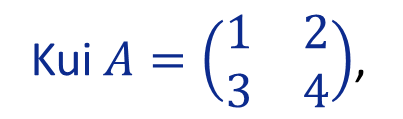 Kui A = (1 2
3 4),